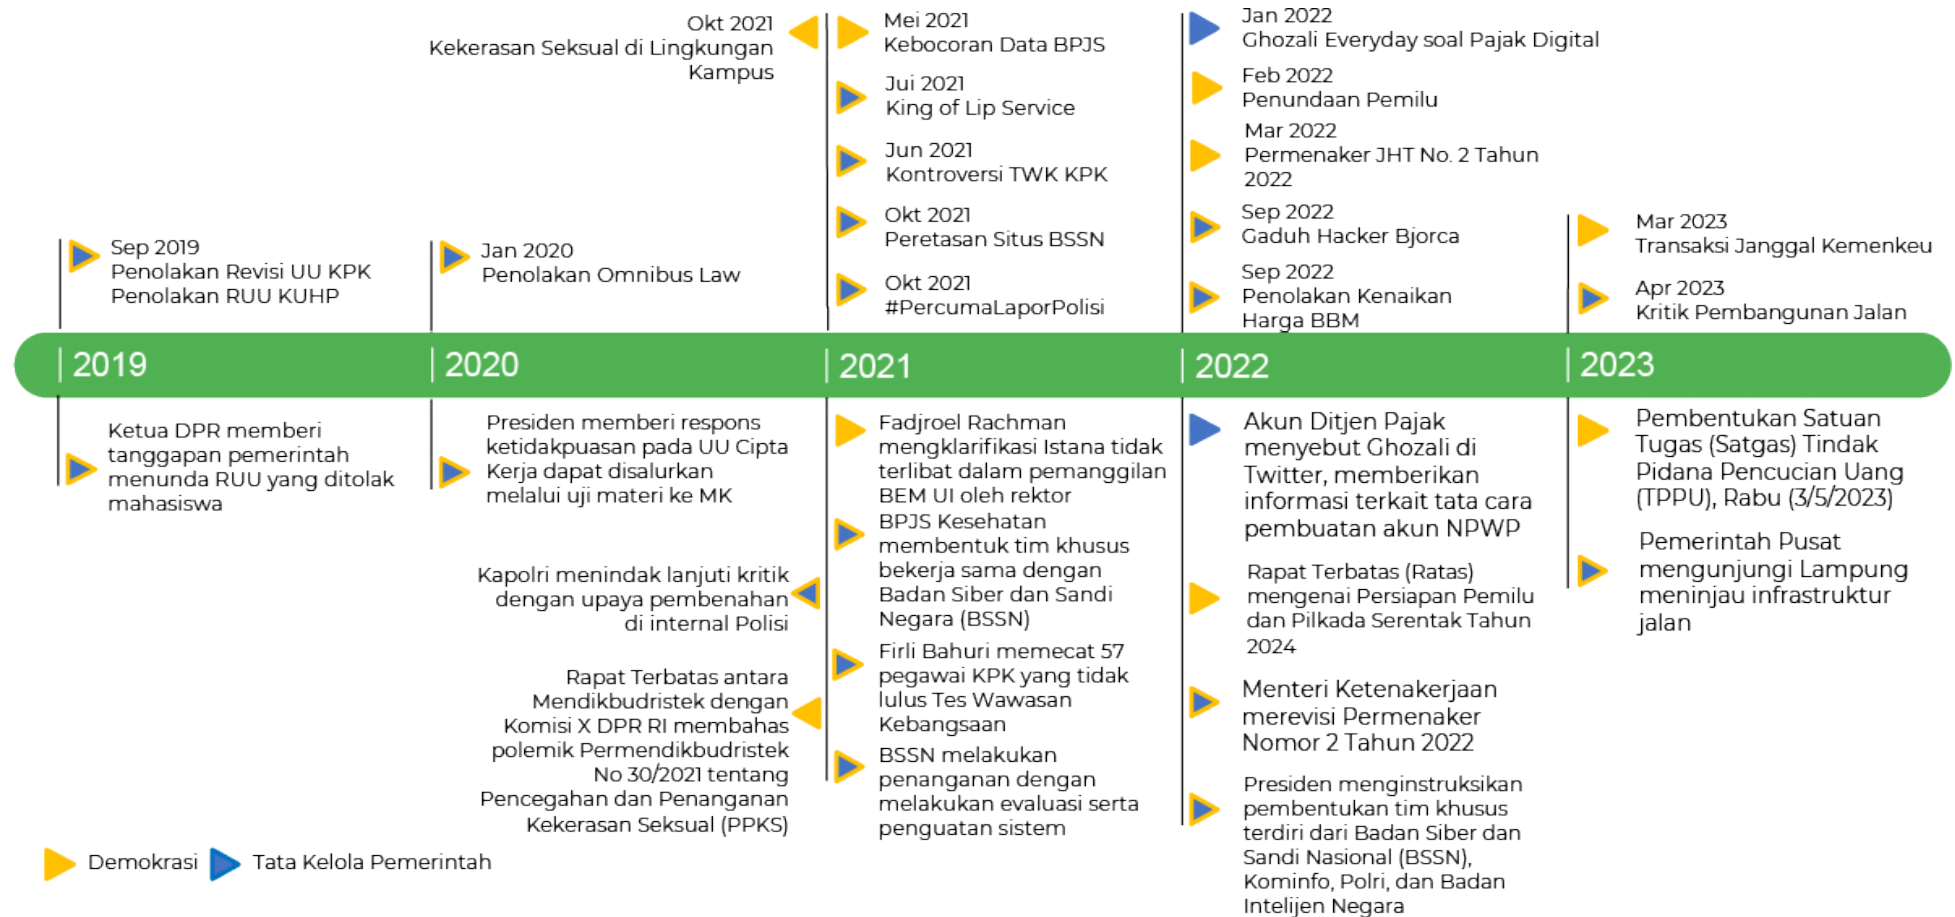 Okt 2021
Kekerasan Seksual di Lingkungan
Kampus
Mei 2021
Kebocoran Data BPJS
Jui 2021
King of Lip Service
Jun 2021
Kontroversi TWK KPK
Okt 2021
Peretasan Situs BSSN
Okt 2021
#PercumaLaporPolisi
Jan 2022
Ghozali Everyday soal Pajak Digital
Feb 2022
Penundaan Pemilu
Mar 2022
Permenaker JHT No. 2 Tahun
2022
Sep 2022
Gaduh Hacker Bjorca
Sep 2022
Penolakan Kenaikan
Harga BBM
Sep 2019
Penolakan Revisi UU KPK
Penolakan RUU KUHP
Jan 2020
Penolakan Omnibus Law
Mar 2023
Transaksi Janggal Kemenkeu
Apr 2023
Kritik Pembangunan Jalan
2019
2020
2021
2022
2023
Ketua DPR memberi
tanggapan pemerintah
menunda RUU yang ditolak
mahasiswa
Presiden memberi respons
ketidakpuasan pada UU Cipta
Kerja dapat disalurkan
melalui uji materi ke MK
Kapolri menindak lanjuti kritik
dengan upaya pembenahan
di internal Polisi
Rapat Terbatas antara
Mendikbudristek dengan
Komisi X DPR RI membahas
polemik Permendikbudristek
No 30/2021 tentang
Pencegahan dan Penanganan
Kekerasan Seksual (PPKS)
Fadjroel Rachman
mengklarifikasi Istana tidak
terlibat dalam pemanggilan
BEM UI oleh rektor
BPJS Kesehatan
membentuk tim khusus
bekerja sama dengan
Badan Siber dan Sandi
Negara (BSSN)
Firli Bahuri memecat 57
pegawai KPK yang tidak
lulus Tes Wawasan
Kebangsaan
BSSN melakukan
penanganan dengan
melakukan evaluasi serta
penguatan sistem
Akun Ditjen Pajak
menyebut Ghozali di
Twitter, memberikan
informasi terkait tata cara
pembuatan akun NPWP
Rapat Terbatas (Ratas)
mengenai Persiapan Pemilu
dan Pilkada Serentak Tahun
2024
Menteri Ketenakerjaan
merevisi Permenaker
Nomor 2 Tahun 2022
Presiden menginstruksikan
pembentukan tim khusus
terdiri dari Badan Siber dan
Sandi Nasional (BSSN),
Kominfo, Polri, dan Badan
Intelijen Negara
Pembentukan Satuan
Tugas (Satgas) Tindak
Pidana Pencucian Uang
(TPPU), Rabu (3/5/2023)
Pemerintah Pusat
mengunjungi Lampung
meninjau infrastruktur
jalan
Demokrasi
Tata Kelola Pemerintah